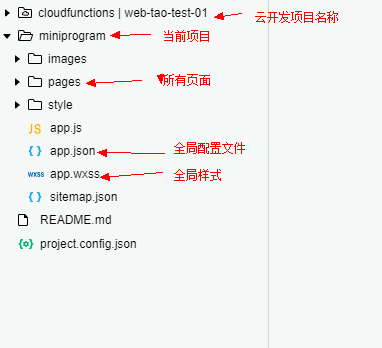 cloudfunctions | web-tao-test-01 云开发项目名称
miniprogram 当前项目
images
pages 所有页面
style
JS app.js
{ } app.json 全局配置文件
wxss app.wxss 全局样式
{ } sitemap.json
README.md
{o} project.config.json